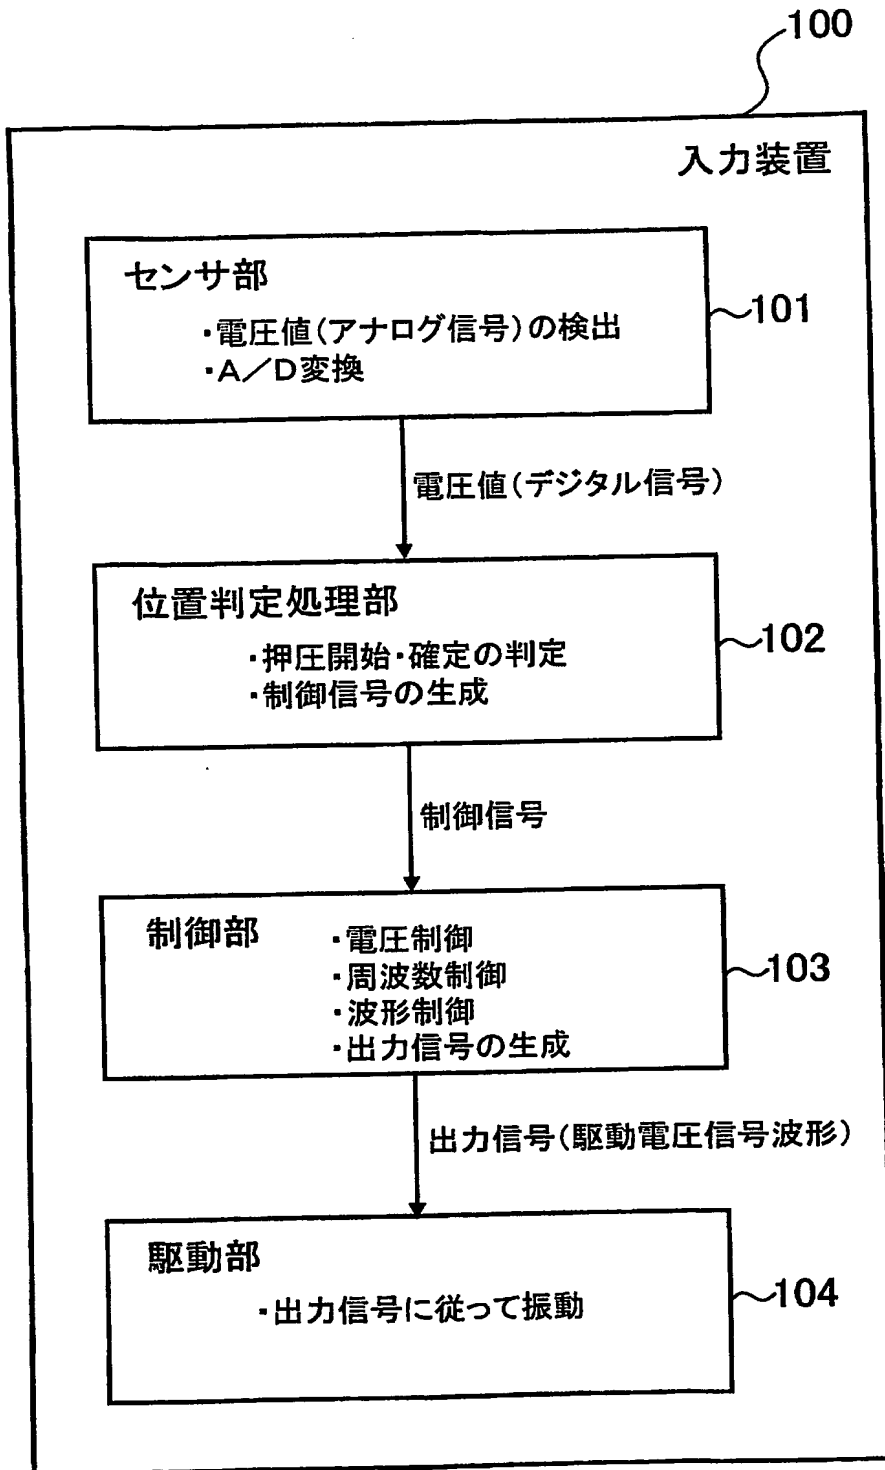 100
入力装置
センサ部
・電圧値(アナログ信号)の検出
・A/D変換
101
電圧値(デジタル信号)
位置判定処理部
・押圧開始・確定の判定
・制御信号の生成
102
制御信号
制御部
・電圧制御
・周波数制御
・波形制御
・出力信号の生成
103
出力信号(駆動電圧信号波形)
駆動部
・出力信号に従って振動
104